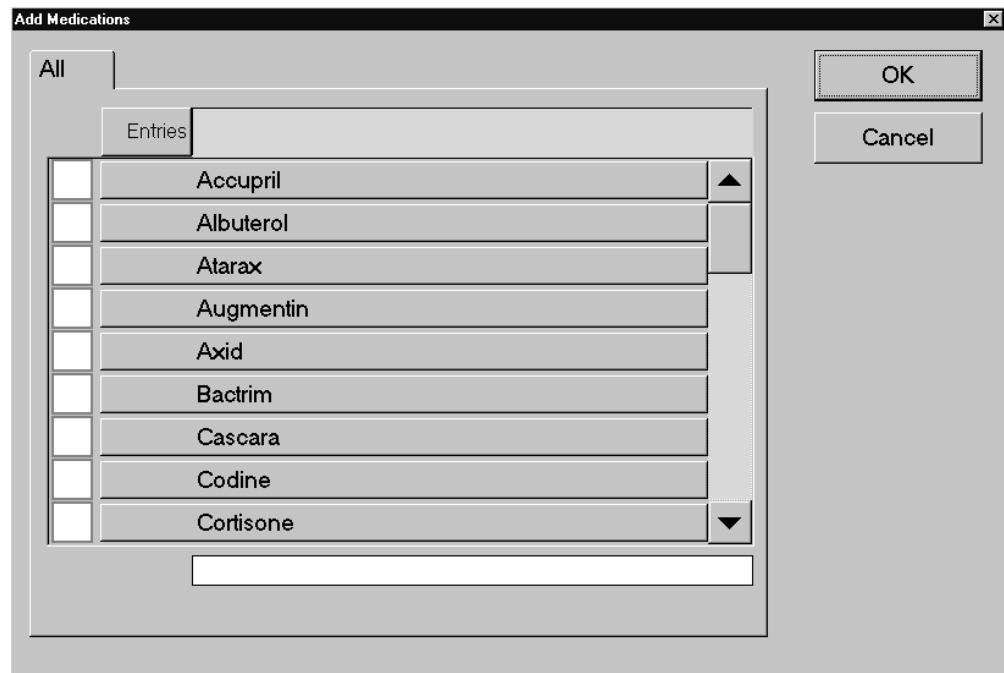 Add Medications
All
OK
Entries
Cancel
Accupril
Albuterol
Atarax
Augmentin
Axid
Bactrim
Cascara
Codine
Cortisone